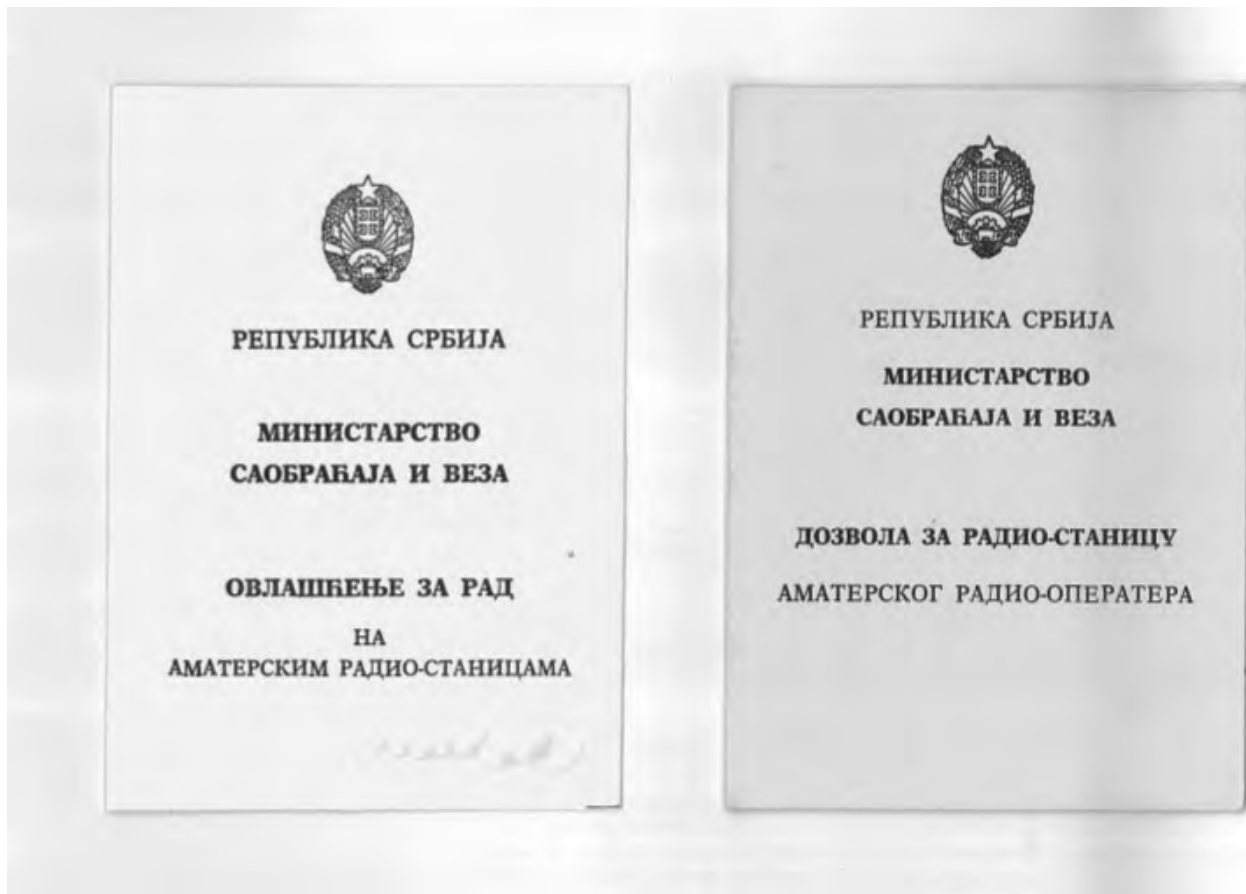 РЕПУБЛИКА СРБИЈА
МИНИСТАРСТВО
САОБРАЋАЈА И ВЕЗА
ОВЛАШЋЕЊЕ ЗА РАД
НА
АМАТЕРСКИМ РАДИО-СТАНИЦАМА
РЕПУБЛИКА СРБИЈА
МИНИСТАРСТВО
САОБРАЋАЈА И ВЕЗА
ДОЗВОЛА ЗА РАДИО-СТАНИЦУ
АМАТЕРСКОГ РАДИО-ОПЕРАТЕРА